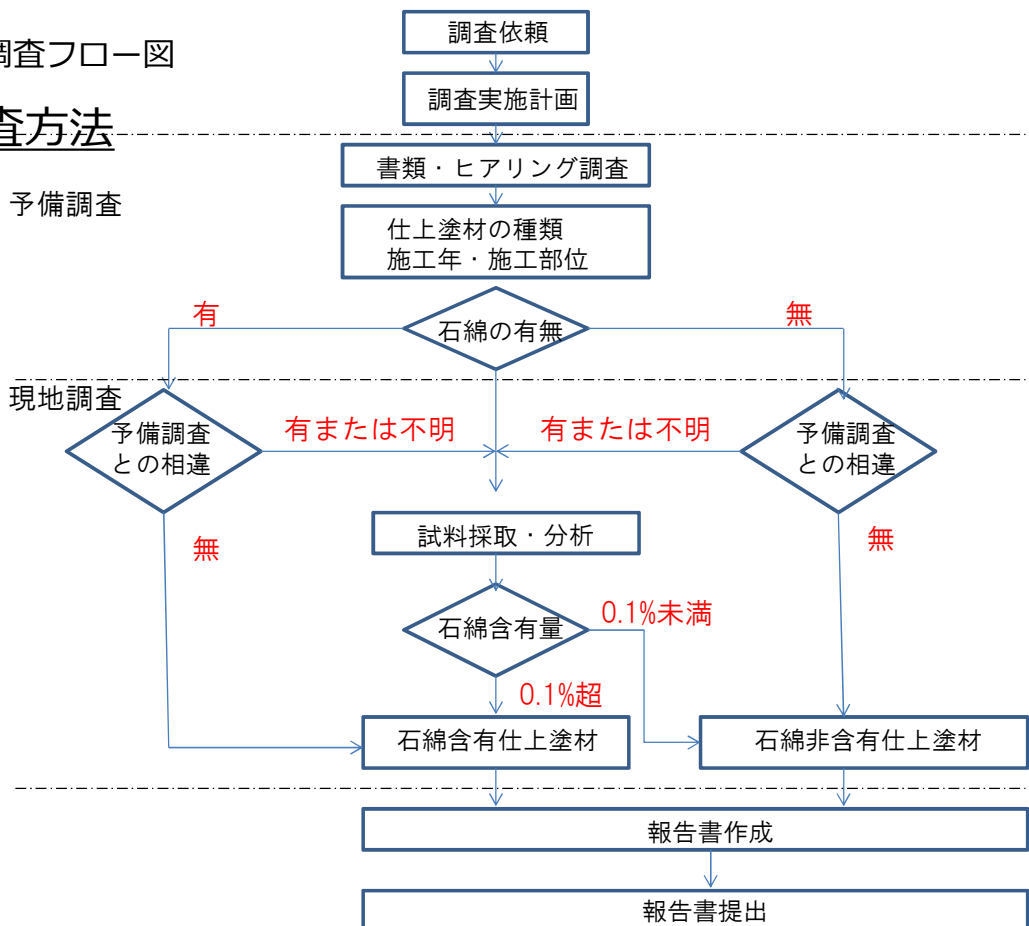 調査依頼
調査フロー図
調査実施計画
査方法
書類・ヒアリング調査
予備調査
仕上塗材の種類
施工年・施工部位
有
石綿の有無
無
現地調査
予備調査
との相違
有または不明
有または不明
予備調査
との相違
無
試料採取・分析
無
石綿含有量
0.1%未満
0.1%超
石綿含有仕上塗材
石綿非含有仕上塗材
報告書作成
報告書提出